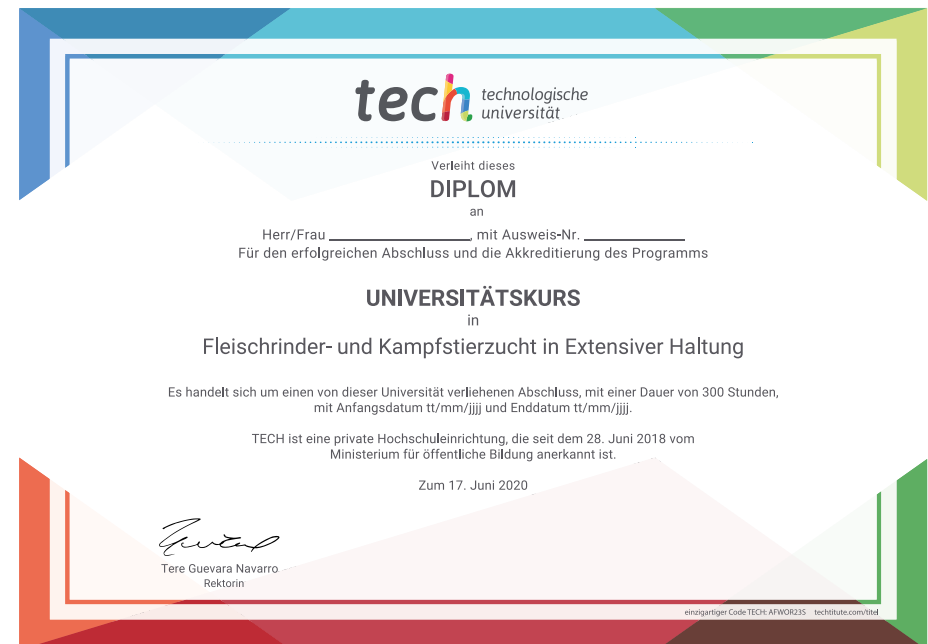 tech technologische
universität
Verleiht dieses
DIPLOM
an
Herr/Frau ____________, mit Ausweis-Nr. ____________
Für den erfolgreichen Abschluss und die Akkreditierung des Programms
UNIVERSITÄTSKURS
in
Fleischrinder- und Kampfstierzucht in Extensiver Haltung
Es handelt sich um einen von dieser Universität verliehenen Abschluss, mit einer Dauer von 300 Stunden,
mit Anfangsdatum tt/mm/jjjj und Enddatum tt/mm/jjjj.
TECH ist eine private Hochschuleinrichtung, die seit dem 28. Juni 2018 vom
Ministerium für öffentliche Bildung anerkannt ist.
Zum 17. Juni 2020
Tere Guevara Navarro
Rektorin
einzigartiger Code TECH: AFWOR23S techtitute.com/titel